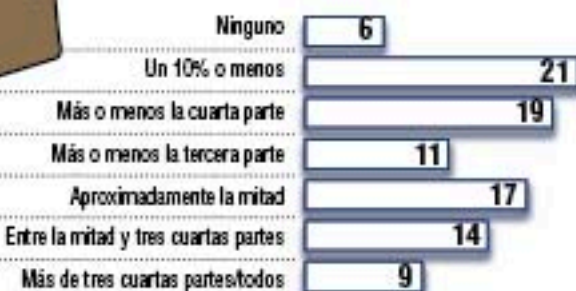 Ninguno 6
Un 10% o menos 21
Más o menos la cuarta parte 19
Más o menos la tercera parte 11
Aproximadamente la mitad 17
Entre la mitad y tres cuartas partes 14
Más de tres cuartas partes/todos 9